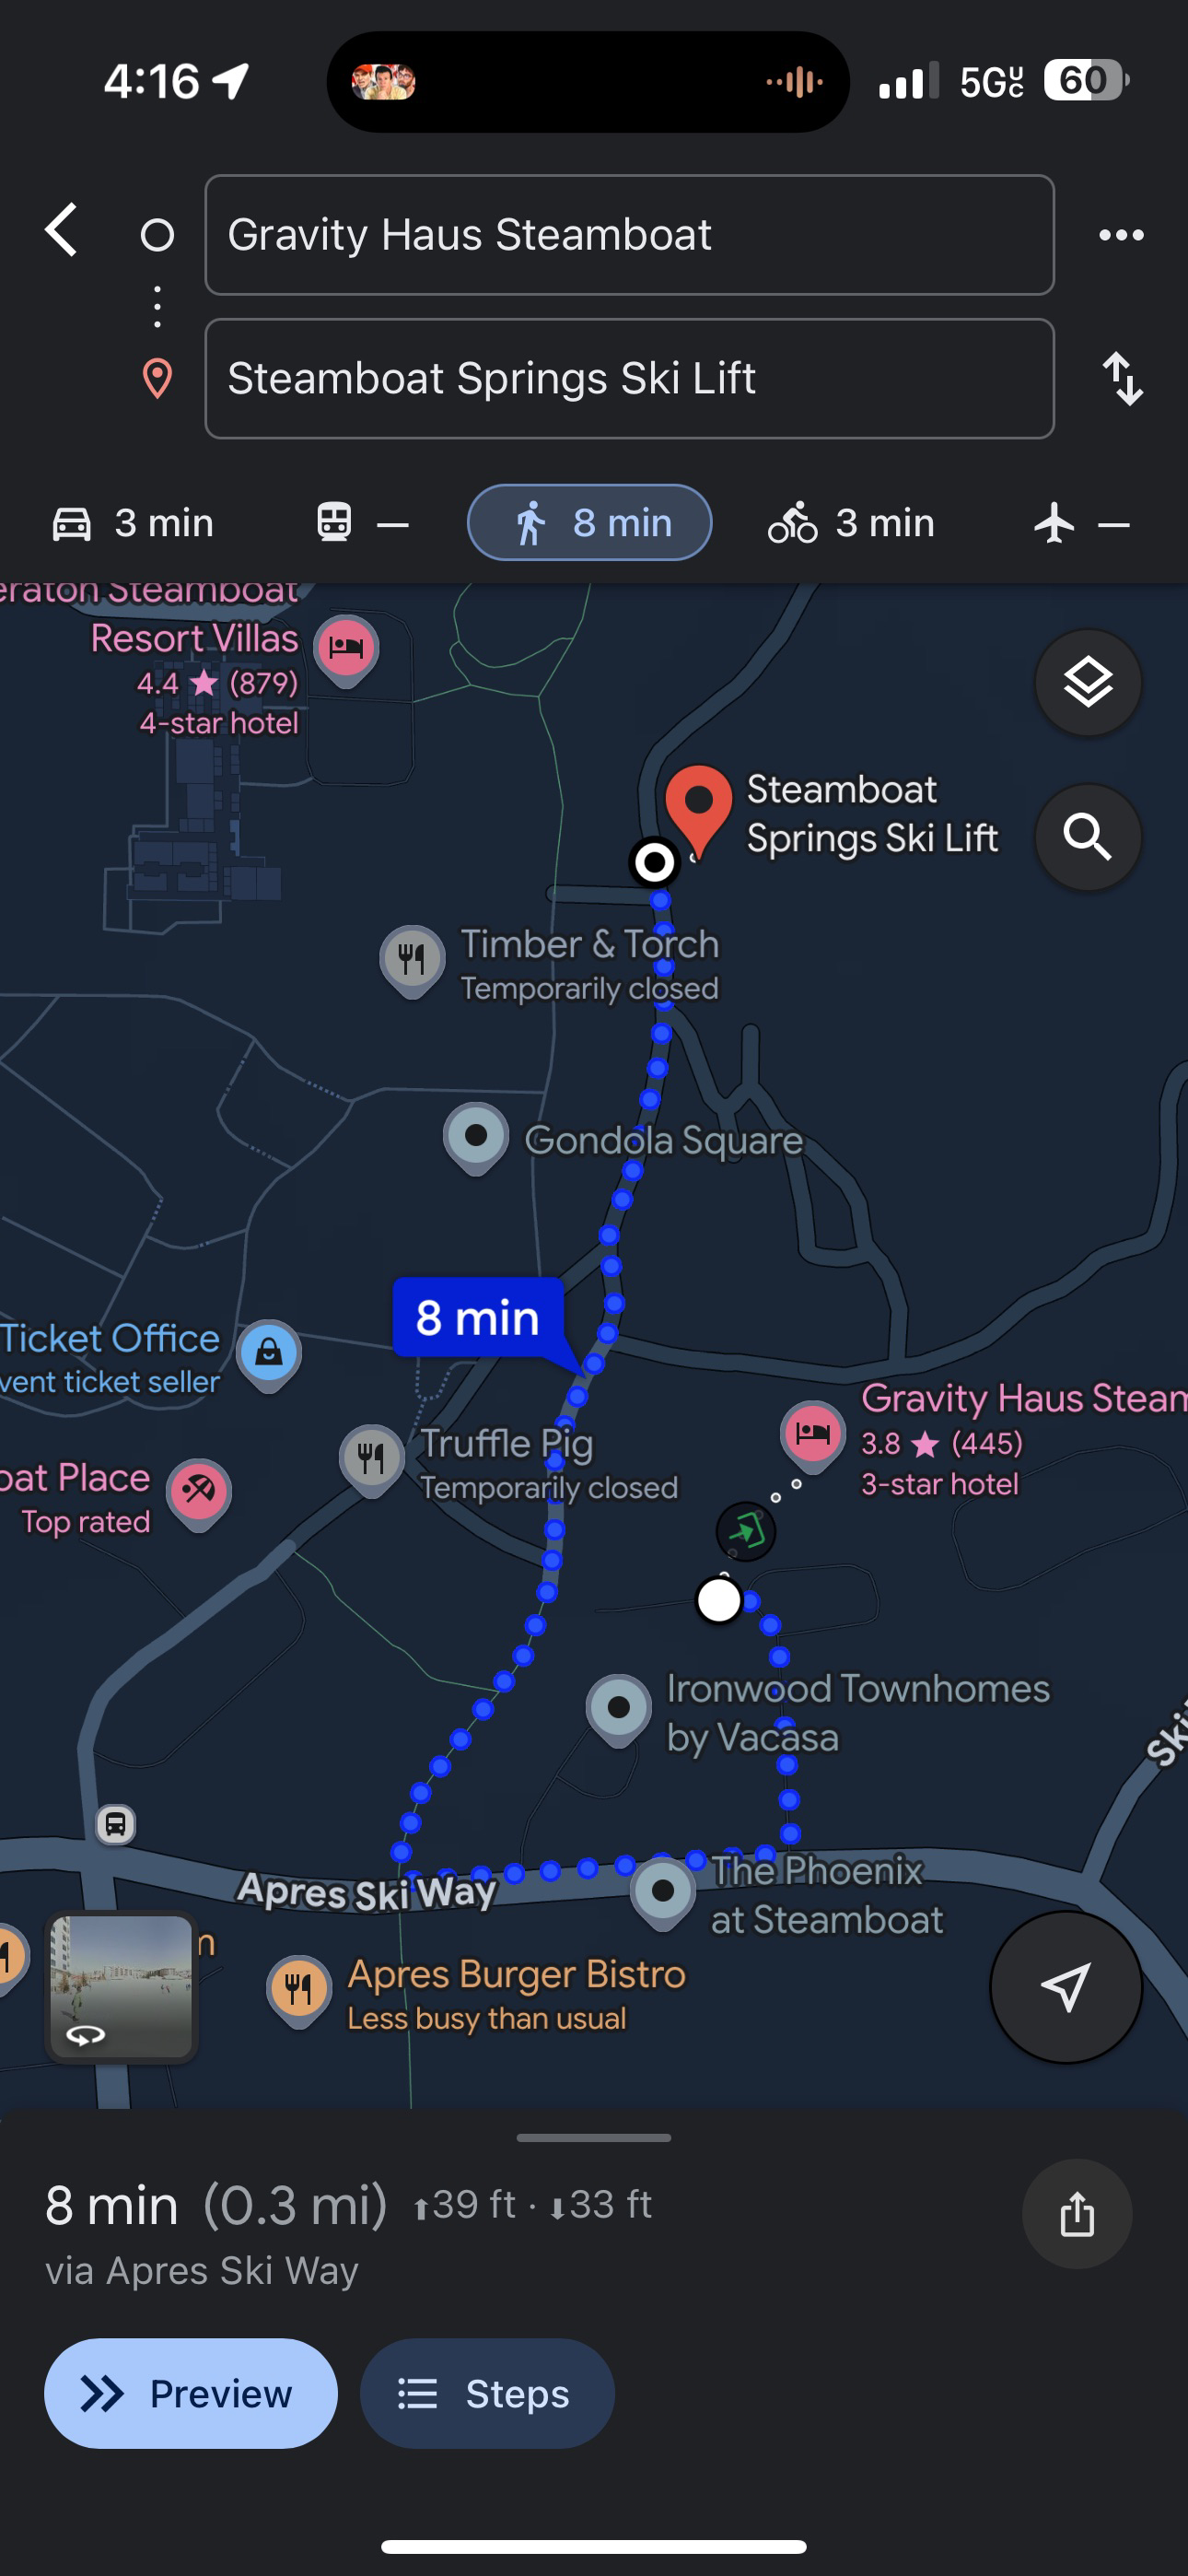 4:16
5G UC
60
Gravity Haus Steamboat
Steamboat Springs Ski Lift
3 min
—
8 min
3 min
—
eraton Steamboat
Resort Villas
4.4 ★ (879)
4-star hotel
Steamboat
Springs Ski Lift
Timber & Torch
Temporarily closed
Gondola Square
8 min
Ticket Office
vent ticket seller
Gravity Haus Steam
3.8 ★ (445)
3-star hotel
Truffle Pig
Temporarily closed
oat Place
Top rated
Ironwood Townhomes
by Vacasa
Ski
Apres Ski Way
The Phoenix
at Steamboat
n
Apres Burger Bistro
Less busy than usual
8 min (0.3 mi) ↑39 ft · ↓33 ft
via Apres Ski Way
Preview
Steps